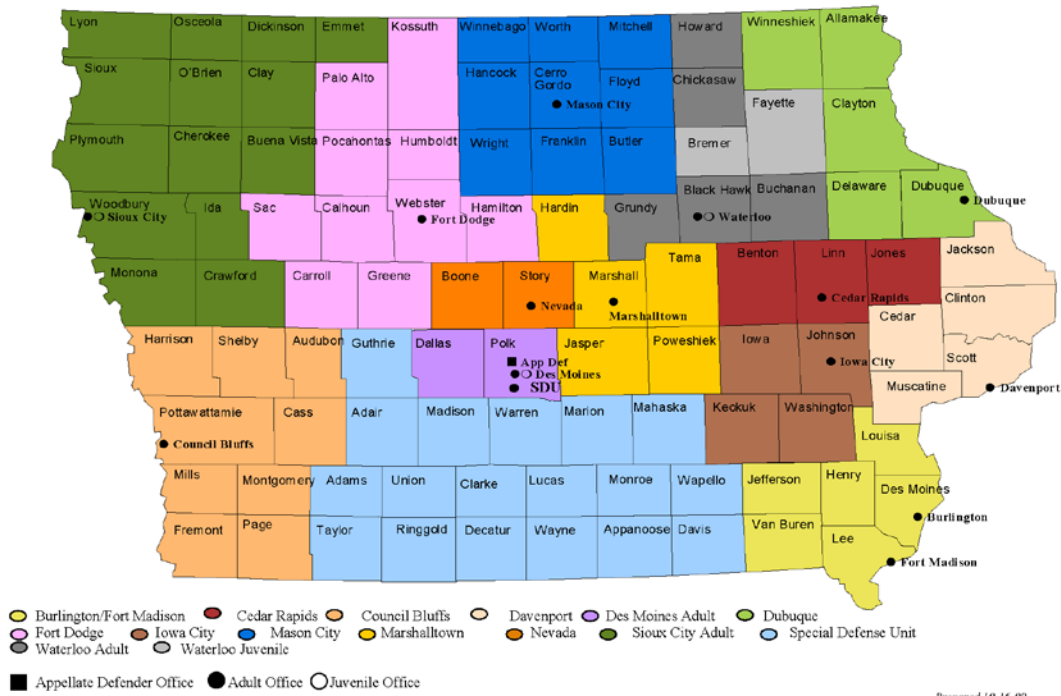 Lyon Osceola Dickinson Emmet Kossuth Winnebago Worth Mitchell Howard Winneshiek Allamakee
Sioux O'Brien Clay Palo Alto Hancock Cerro Gordo Floyd Chickasaw
Mason City
Fayette Clayton
Plymouth Cherokee Buena Vista Pocahontas Humboldt Wright Franklin Butler Bremer
Woodbury Ida Sac Calhoun Webster Hamilton Hardin Grundy Black Hawk Buchanan Delaware Dubuque
Sioux City Fort Dodge Waterloo Dubuque
Monona Crawford Carroll Greene Boone Story Marshall Tama Benton Linn Jones Jackson
Nevada Marshalltown Cedar Rapids Clinton
Harrison Shelby Audubon Guthrie Dallas Polk Jasper Poweshiek Iowa Johnson Cedar Scott
App Def
Des Moines
SDU
Iowa City
Davenport
Muscatine
Pottawattamie Cass Adair Madison Warren Marion Mahaska Keckuk Washington Louisa
Council Bluffs
Mills Montgomery Adams Union Clarke Lucas Monroe Wapello Jefferson Henry Des Moines
Burlington
Fremont Page Taylor Ringgold Decatur Wayne Appanoose Davis Van Buren Lee
Fort Madison
Burlington/Fort Madison Cedar Rapids Council Bluffs Davenport Des Moines Adult Dubuque
Fort Dodge Iowa City Mason City Marshalltown Nevada Sioux City Adult Special Defense Unit
Waterloo Adult Waterloo Juvenile
Appellate Defender Office Adult Office Juvenile Office